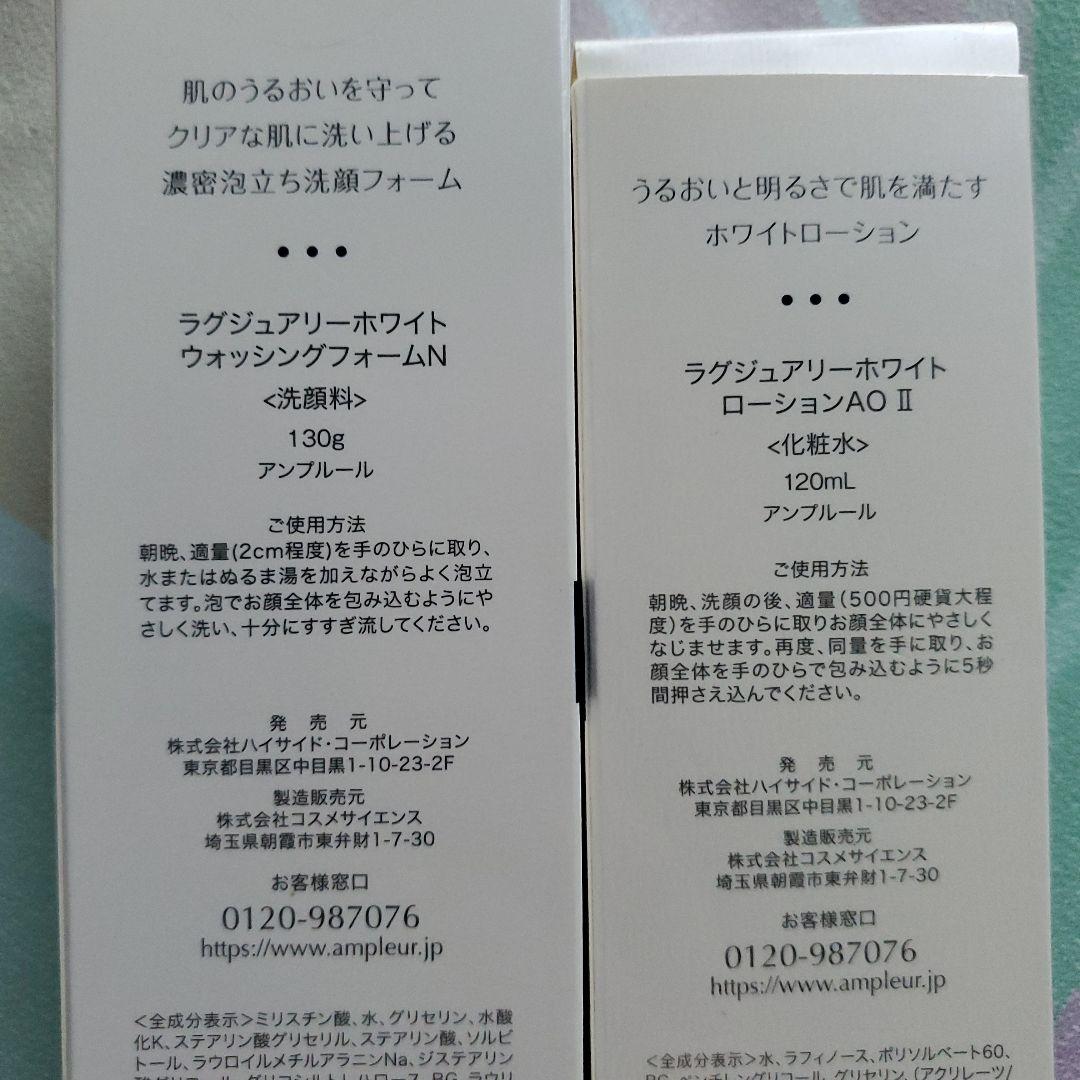 肌のうるおいを守って
クリアな肌に洗い上げる
濃密泡立ち洗顔フォーム
•••
ラグジュアリーホワイト
ウォッシングフォームN
<洗顔料>
130g
アンプルール
ご使用方法
朝晩、適量(2cm程度)を手のひらに取り、
水またはぬるま湯を加えながらよく泡立
てます。泡でお顔全体を包み込むようにや
さしく洗い、十分にすすぎ流してください。
発 売 元
株式会社ハイサイド・コーポレーション
東京都目黒区中目黒1-10-23-2F
製造販売元
株式会社コスメサイエンス
埼玉県朝霞市東弁財1-7-30
お客様窓口
0120-987076
https://www.ampleur.jp
<全成分表示>ミリスチン酸、水、グリセリン、水酸
化K、ステアリン酸グリセリル、ステアリン酸、ソルビ
トール、ラウロイルメチルアラニンNa、ジステアリン
うるおいと明るさで肌を満たす
ホワイトローション
•••
ラグジュアリーホワイト
ローションAO Ⅱ
<化粧水>
120mL
アンプルール
ご使用方法
朝晩、洗顔の後、適量(500円硬貨大程
度)を手のひらに取りお顔全体にやさしく
なじませます。再度、同量を手に取り、お
顔全体を手のひらで包み込むように5秒
間押さえ込んでください。
発 売 元
株式会社ハイサイド・コーポレーション
東京都目黒区中目黒1-10-23-2F
製造販売元
株式会社コスメサイエンス
埼玉県朝霞市東弁財1-7-30
お客様窓口
0120-987076
https://www.ampleur.jp
<全成分表示>水、ラフィノース、ポリソルベート60、
BG、ペンチレングリコール、グリセリン、(アクリレーツ/